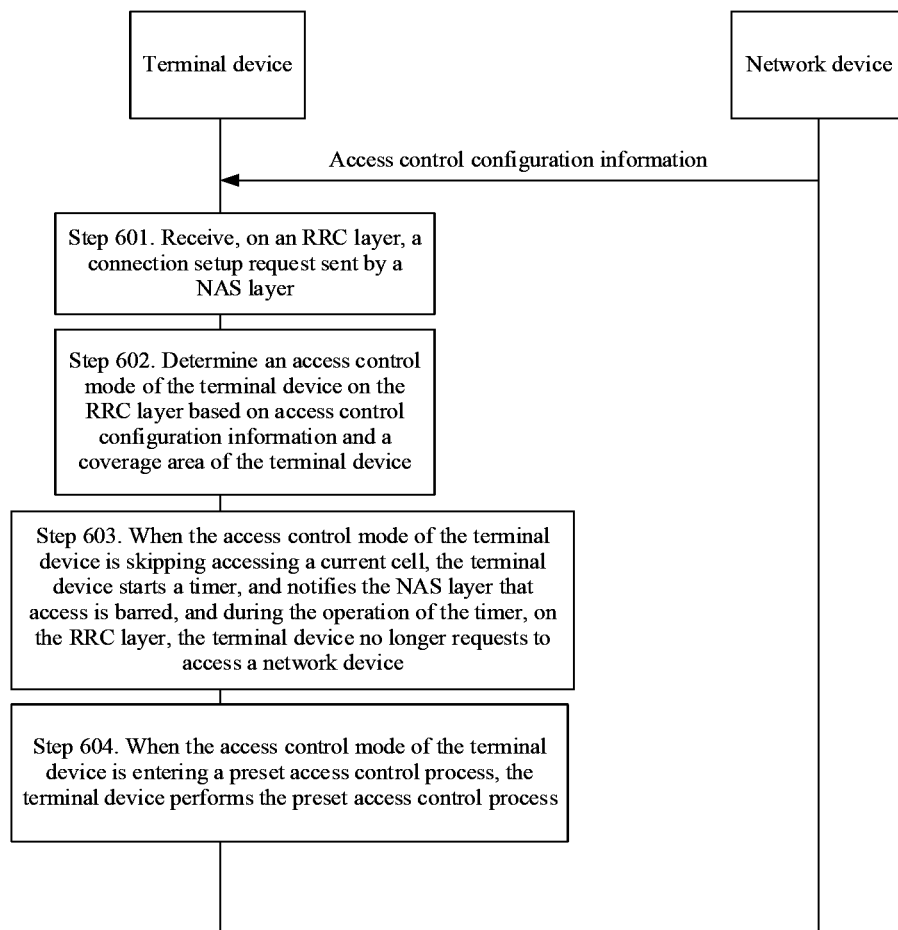 Terminal device
Network device
Access control configuration information
Step 601. Receive, on an RRC layer, a
connection setup request sent by a
NAS layer
Step 602. Determine an access control
mode of the terminal device on the
RRC layer based on access control
configuration information and a
coverage area of the terminal device
Step 603. When the access control mode of the terminal
device is skipping accessing a current cell, the terminal
device starts a timer, and notifies the NAS layer that
access is barred, and during the operation of the timer, on
the RRC layer, the terminal device no longer requests to
access a network device
Step 604. When the access control mode of the terminal
device is entering a preset access control process, the
terminal device performs the preset access control process